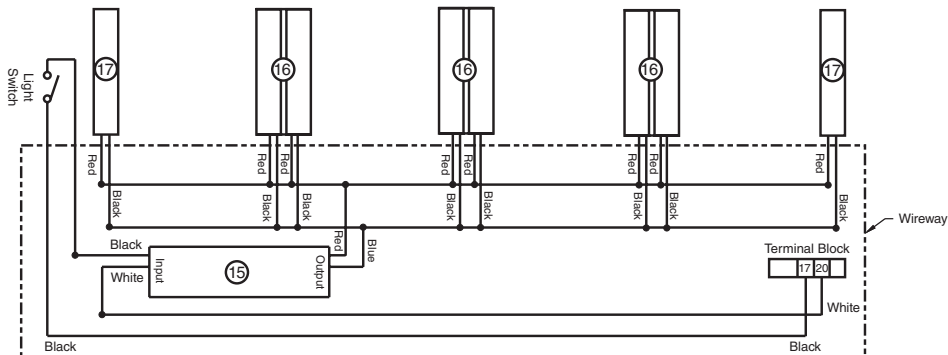 17
16
16
16
17
Light
Switch
Red
Black
Red
Black
Red
Black
Red
Black
Red
Black
Red
Black
Red
Black
Red
Black
Wireway
Red
Blue
Black
White
Input
15
Output
Terminal Block
17 20
White
Black
Black